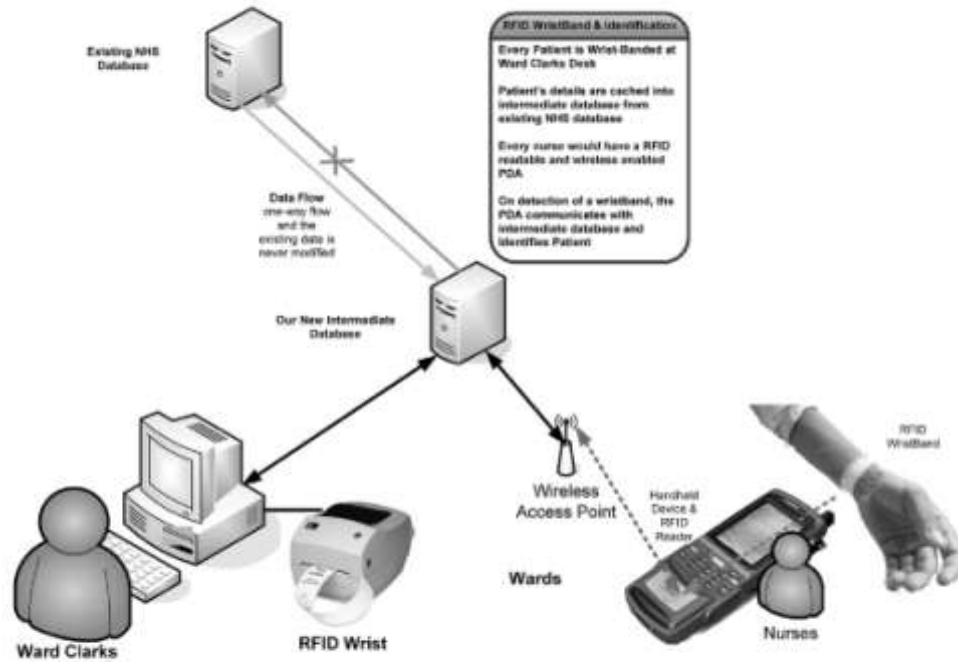 Existing NHS
Database
RFID WristBand & Identification
Every Patient is Wrist-Banded at
Ward Clarks Desk
Patient's details are cached into
intermediate database from
existing NHS database
Every nurse would have a RFID
readable and wireless enabled
PDA
On detection of a wristband, the
PDA communicates with
intermediate database and
identifies Patient
Data Flow
one-way flow
and the
existing date is
never modified
Our New Intermediate
Database
RFID
WristBand
Wireless
Access Point
Handheld
Device &
RFID
Reader
Wards
Nurses
RFID Wrist
Ward Clarks